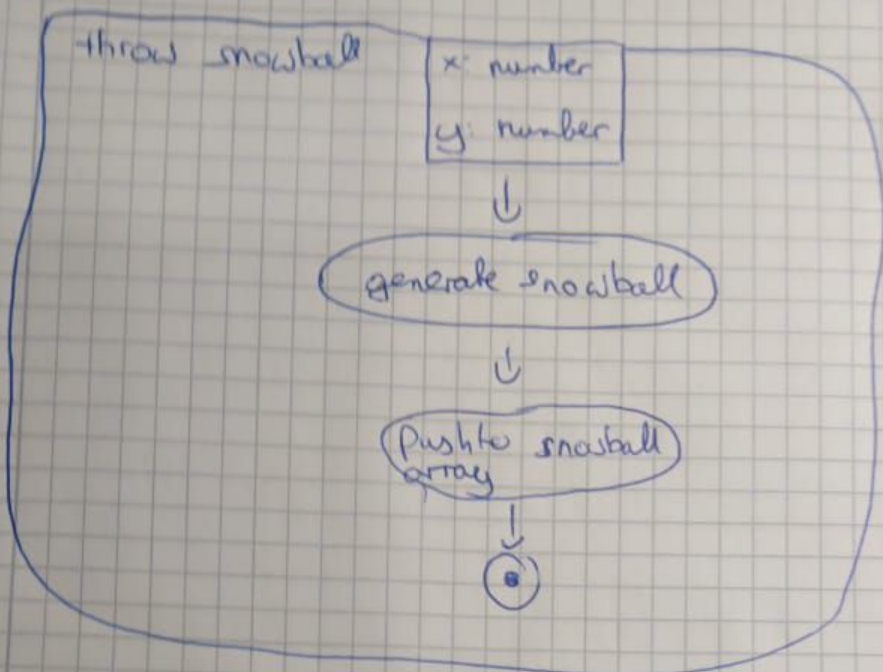 throw snowball
x: number
y: number
generate snowball
push to snowball
array